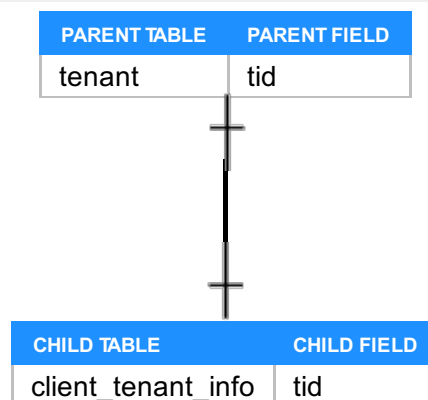 PARENT TABLE PARENT FIELD
tenant tid
CHILD TABLE CHILD FIELD
client_tenant_info tid